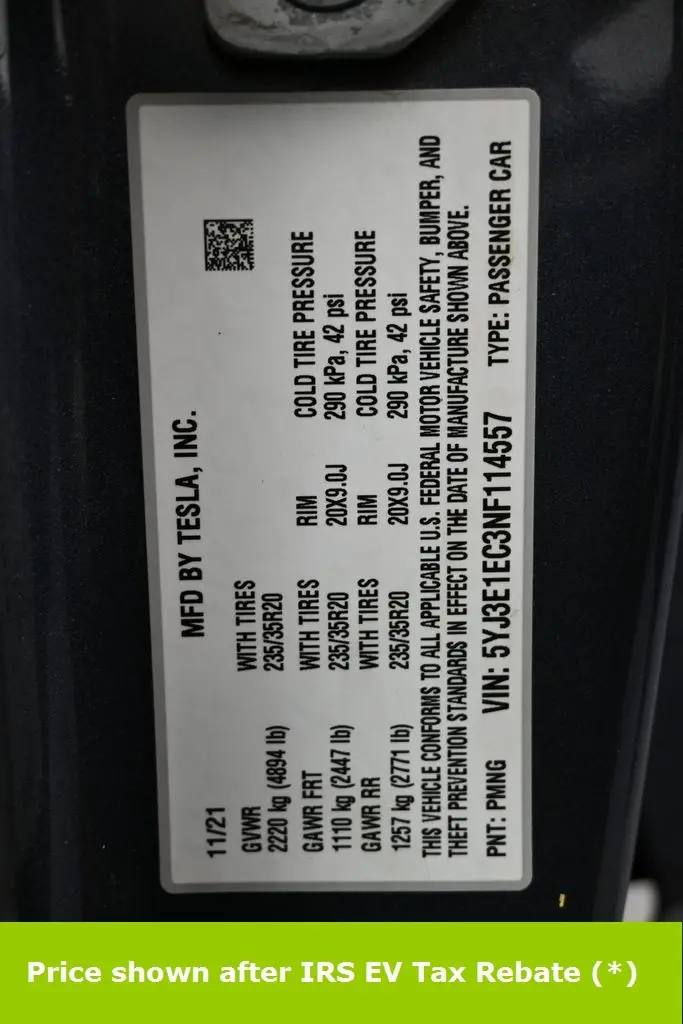 MFD BY TESLA, INC.
11/21
GVWR WITH TIRES
2220 kg (4894 lb) 235/35R20
GAWR FRT WITH TIRES RIM COLD TIRE PRESSURE
1110 kg (2447 lb) 235/35R20 20X9.0J 290 kPa, 42 psi
GAWR RR WITH TIRES RIM COLD TIRE PRESSURE
1257 kg (2771 lb) 235/35R20 20X9.0J 290 kPa, 42 psi
THIS VEHICLE CONFORMS TO ALL APPLICABLE U.S. FEDERAL MOTOR VEHICLE SAFETY, BUMPER, AND
THEFT PREVENTION STANDARDS IN EFFECT ON THE DATE OF MANUFACTURE SHOWN ABOVE.
PNT: PMNG VIN: 5YJ3E1EC3NF114557 TYPE: PASSENGER CAR
Price shown after IRS EV Tax Rebate (*)